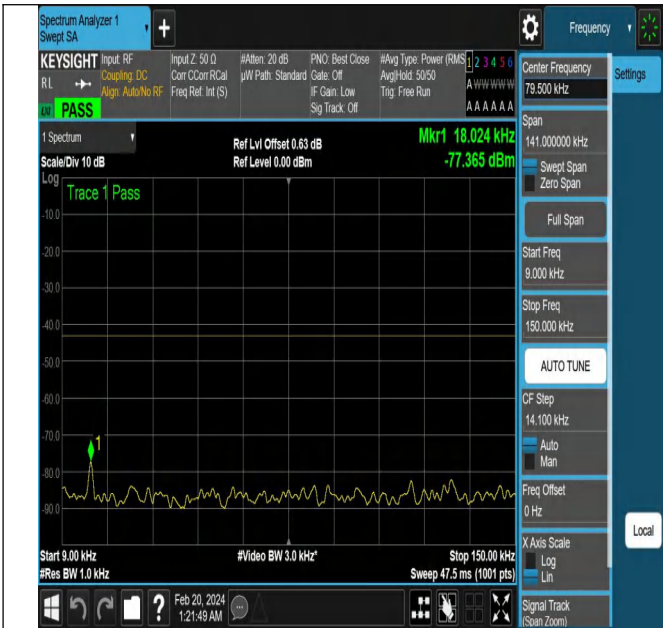 Spectrum Analyzer 1
Swept SA
+
Frequency
KEYSIGHT
RL
PASS
Input: RF
Coupling: DC
Align: Auto/No RF
Input Z: 50 Ω
Corr CCorr RCal
Freq Ref: Int (S)
#Atten: 20 dB
µW Path: Standard
PNO: Best Close
Gate: Off
IF Gain: Low
Sig Track: Off
#Avg Type: Power (RMS
Avg|Hold: 50/50
Trig: Free Run
1 2 3 4 5 6
A W W W W W
A A A A A A
1 Spectrum
Scale/Div 10 dB
Ref Lvl Offset 0.63 dB
Ref Level 0.00 dBm
Mkr1 18.024 kHz
-77.365 dBm
Log
Trace 1 Pass
-10.0
-20.0
-30.0
-40.0
-50.0
-60.0
-70.0
1
-80.0
-90.0
Start 9.00 kHz
#Video BW 3.0 kHz*
Stop 150.00 kHz
#Res BW 1.0 kHz
Sweep 47.5 ms (1001 pts)
?
Feb 20, 2024
1:21:49 AM
Center Frequency
79.500 kHz
Settings
Span
141.000000 kHz
Swept Span
Zero Span
Full Span
Start Freq
9.000 kHz
Stop Freq
150.000 kHz
AUTO TUNE
CF Step
14.100 kHz
Auto
Man
Freq Offset
0 Hz
Local
X Axis Scale
Log
Lin
Signal Track
(Span Zoom)